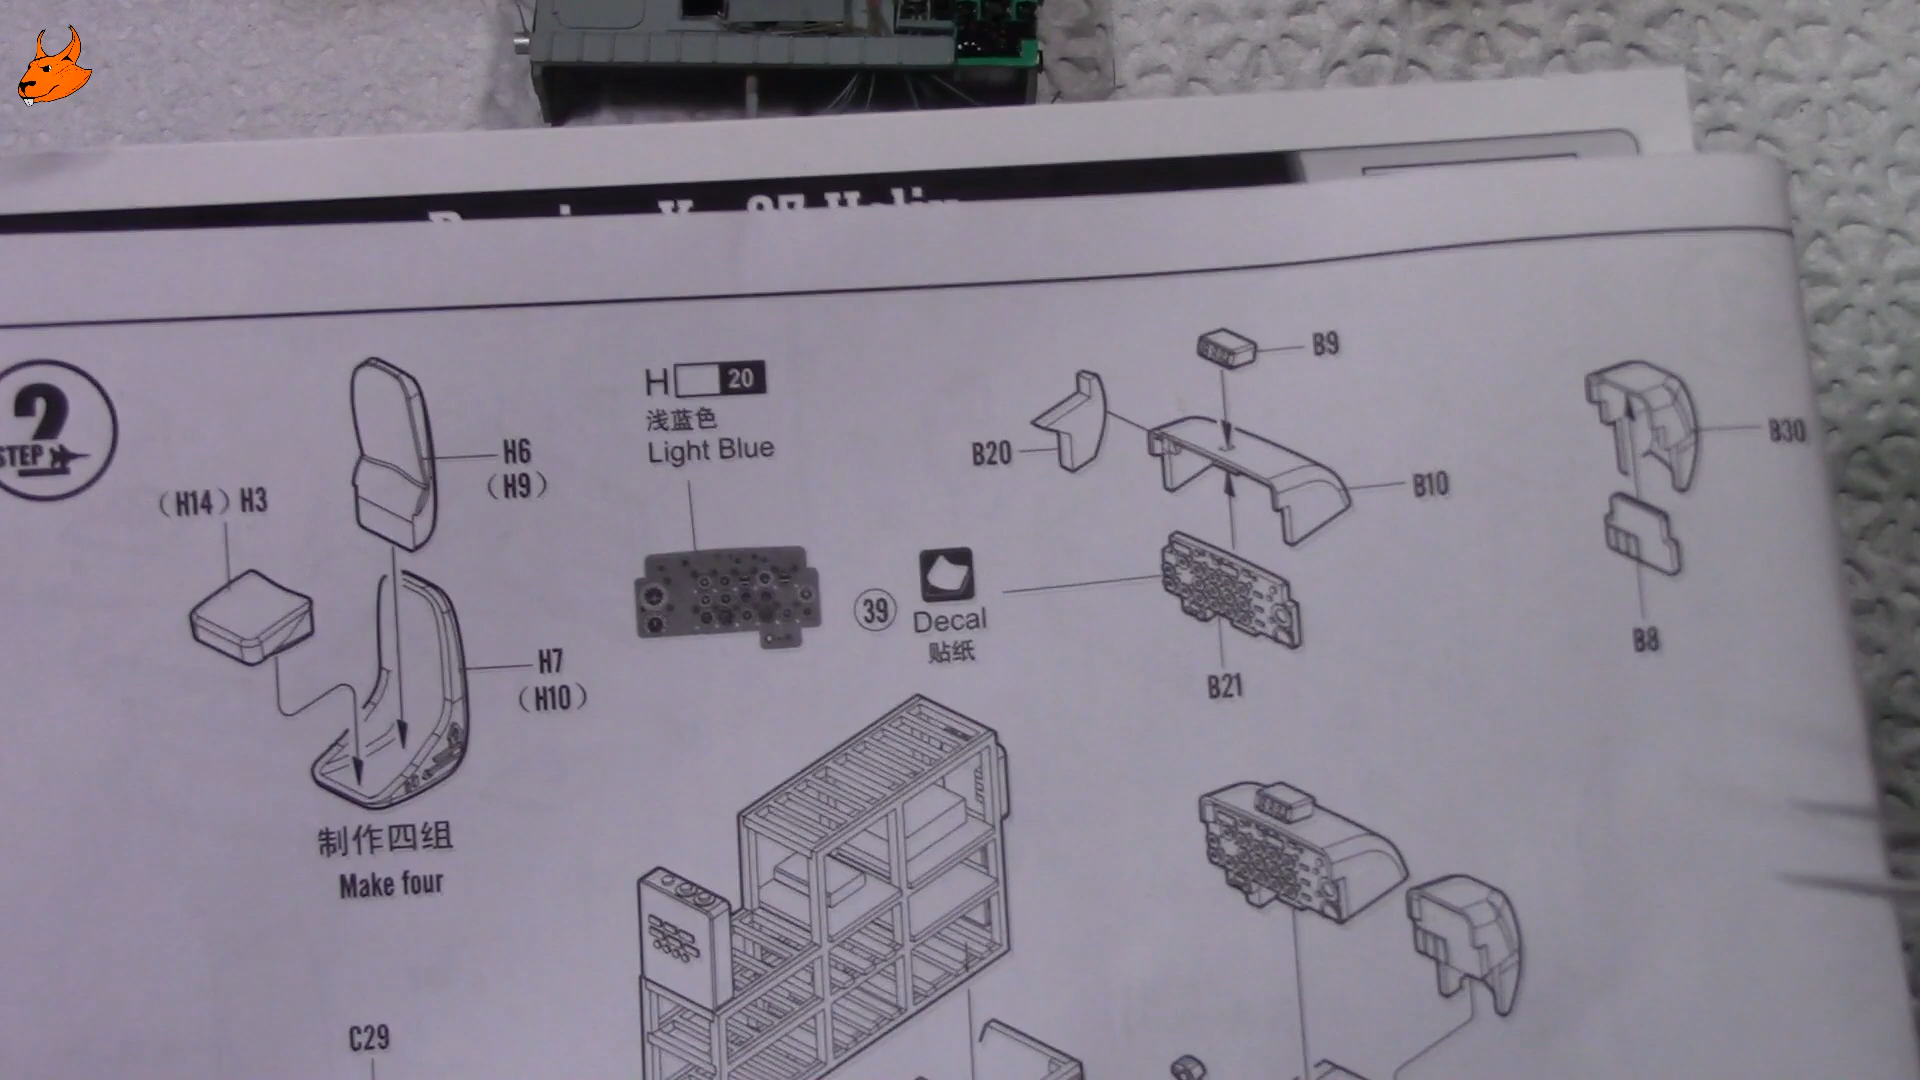 2
STEP
H6
(H9)
(H14) H3
H7
(H10)
制作四组
Make four
C29
H 20
浅蓝色
Light Blue
39
Decal
贴纸
B9
B20
B10
B21
B30
B8